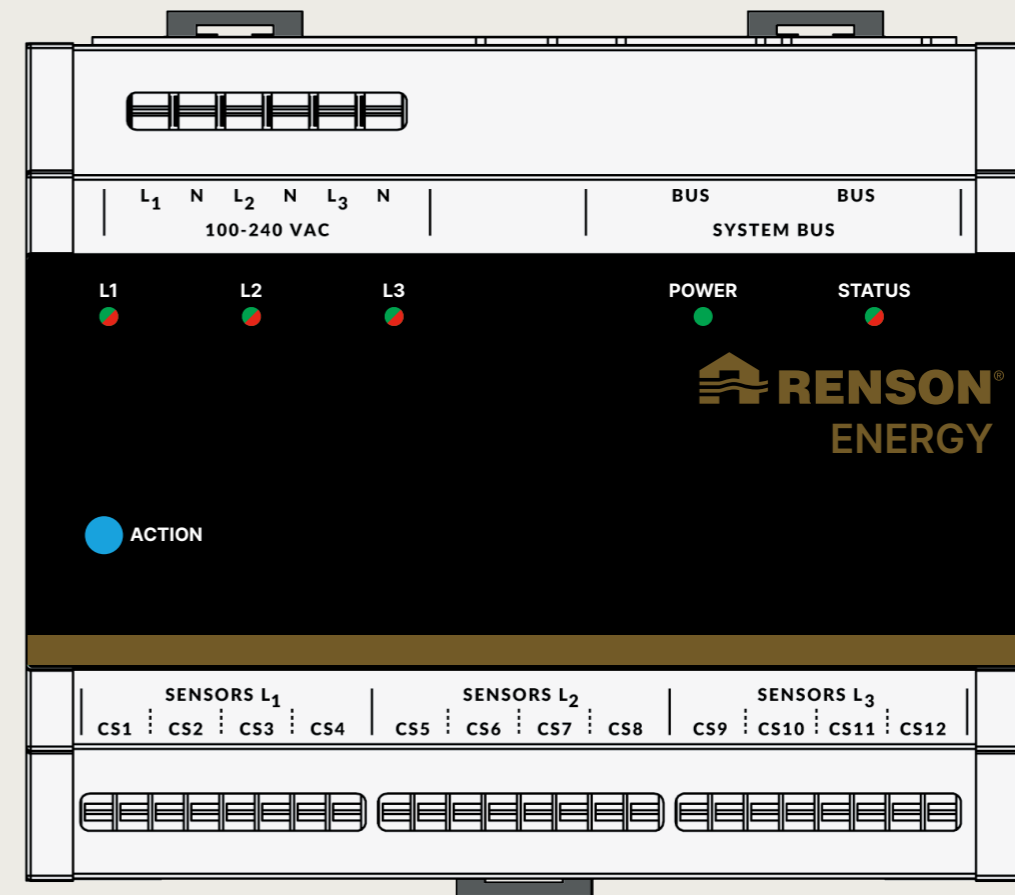 L1 N L2 N L3 N BUS BUS
100-240 VAC SYSTEM BUS
L1 L2 L3 POWER STATUS
RENSON®
ENERGY
ACTION
SENSORS L1 SENSORS L2 SENSORS L3
CS1 CS2 CS3 CS4 CS5 CS6 CS7 CS8 CS9 CS10 CS11 CS12